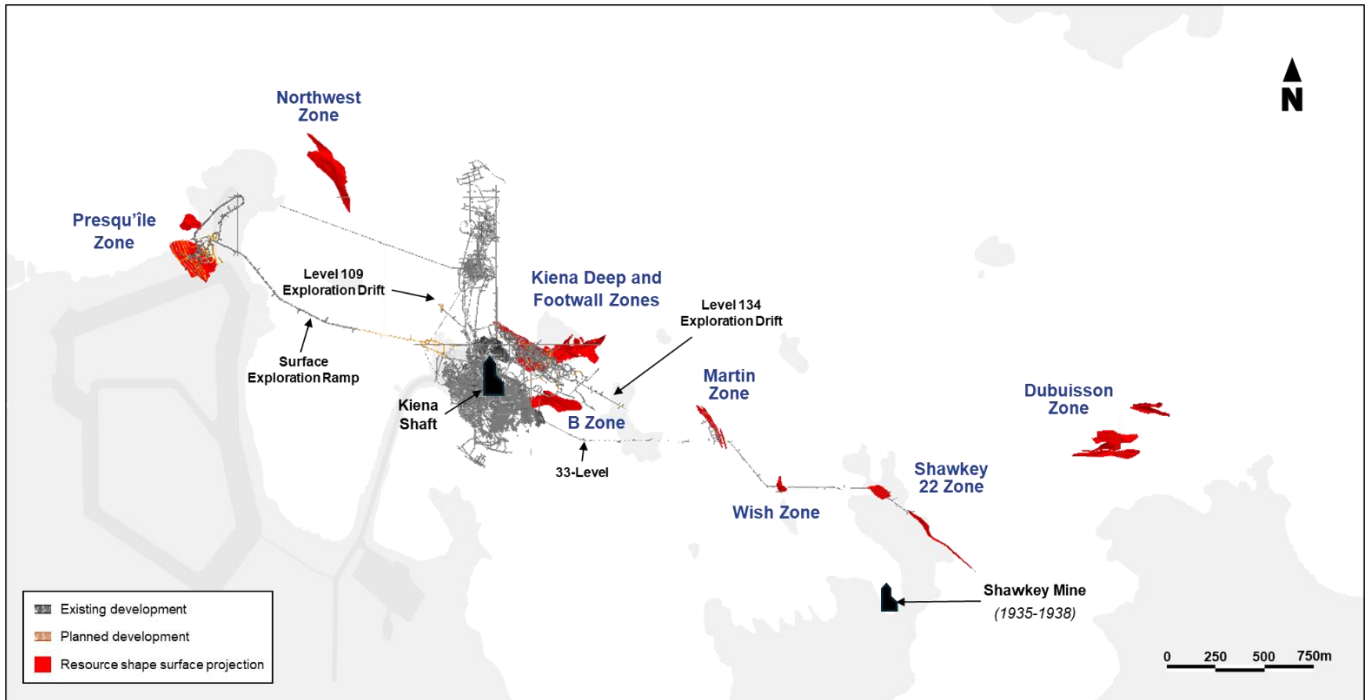 N
Northwest
Zone
Presqu'île
Zone
Level 109
Exploration Drift
Kiena Deep and
Footwall Zones
Level 134
Exploration Drift
Surface
Exploration Ramp
Kiena
Shaft
B Zone
33-Level
Martin
Zone
Dubuisson
Zone
Wish Zone
Shawkey
22 Zone
Shawkey Mine
(1935-1938)
Existing development
Planned development
Resource shape surface projection
0 250 500 750m